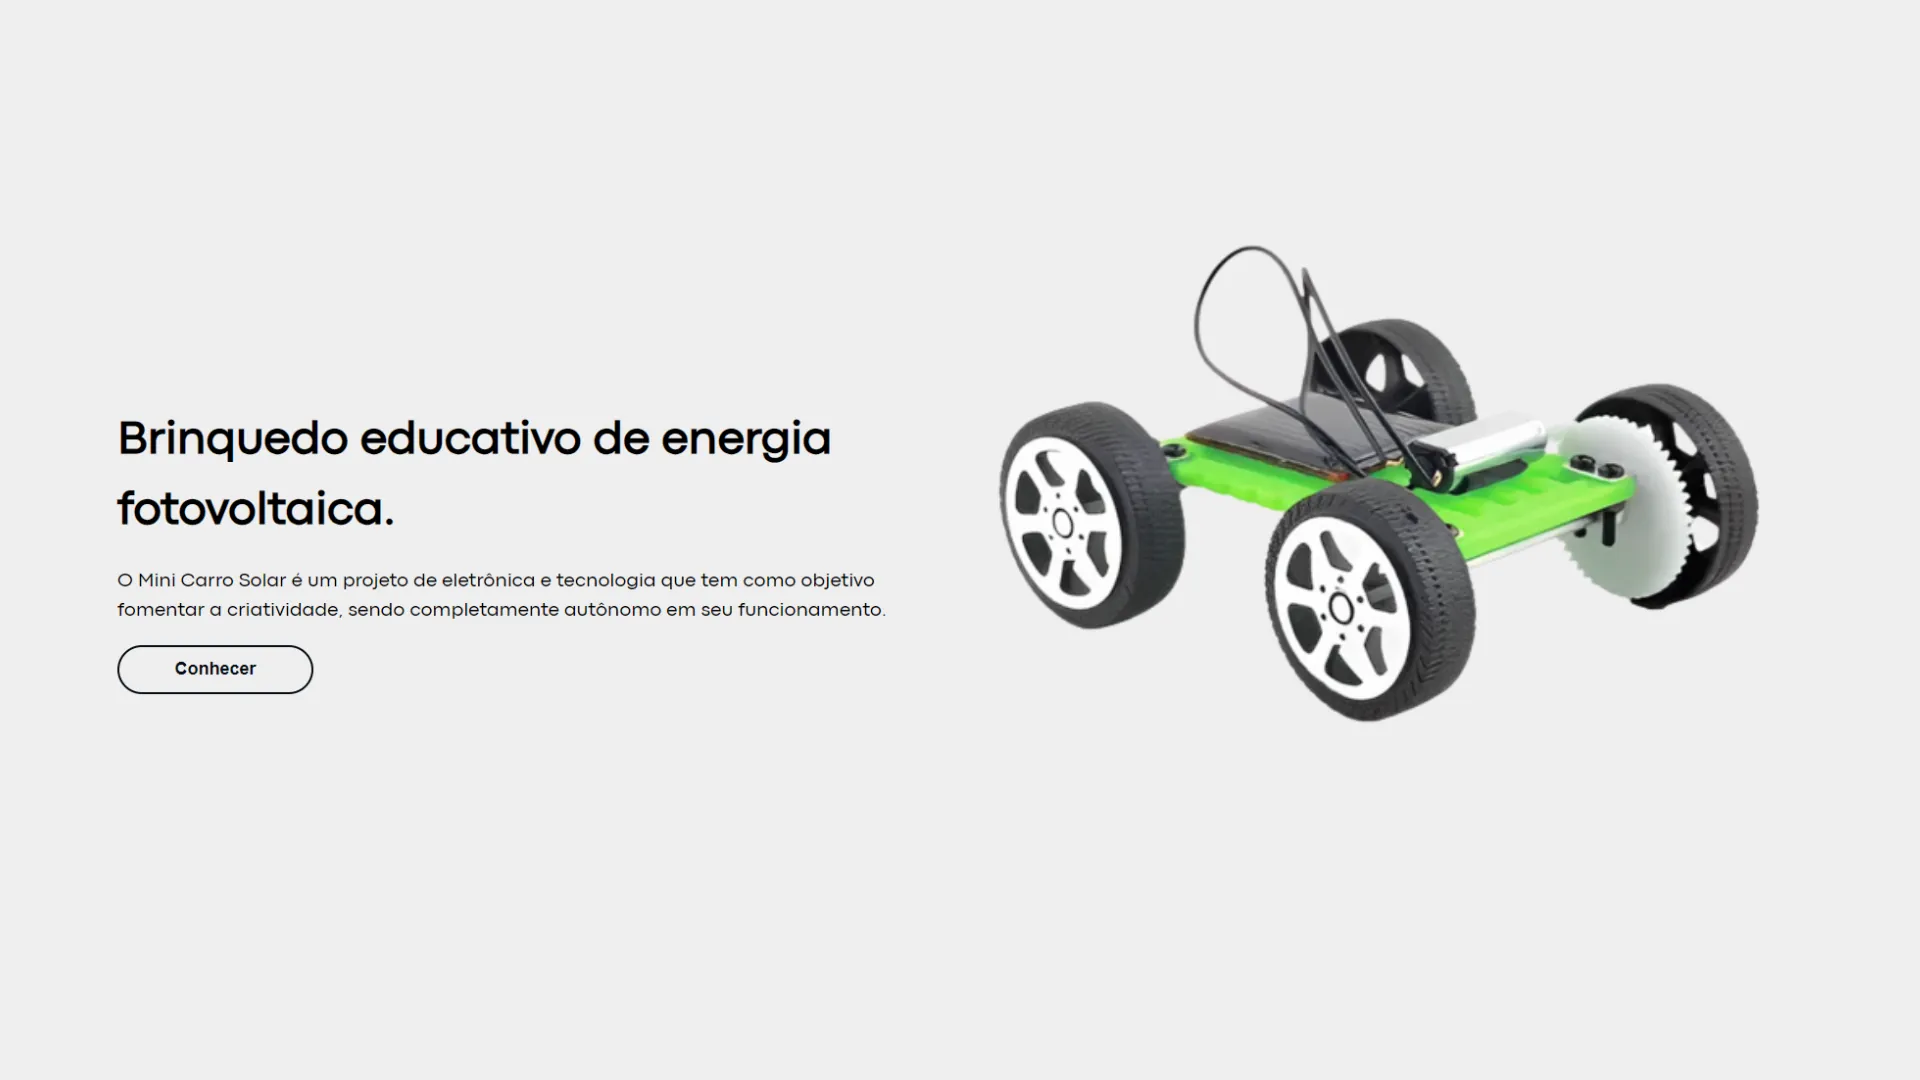 Brinquedo educativo de energia
fotovoltaica.
O Mini Carro Solar é um projeto de eletrônica e tecnologia que tem como objetivo
fomentar a criatividade, sendo completamente autônomo em seu funcionamento.
Conhecer